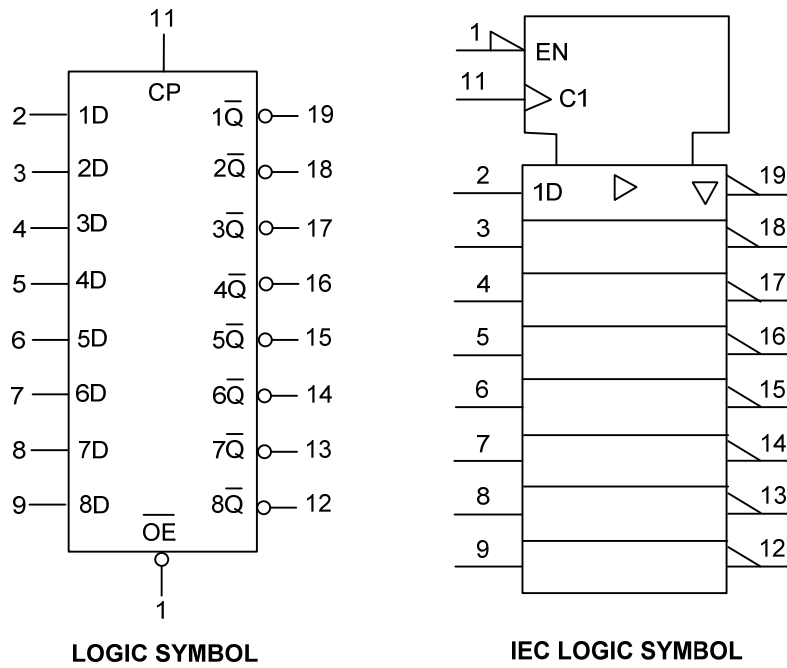 11
CP
2 1D 1Q̅ 19
3 2D 2Q̅ 18
4 3D 3Q̅ 17
5 4D 4Q̅ 16
6 5D 5Q̅ 15
7 6D 6Q̅ 14
8 7D 7Q̅ 13
9 8D 8Q̅ 12
O̅E̅
1
LOGIC SYMBOL
1 EN
11 C1
2 1D 19
3 18
4 17
5 16
6 15
7 14
8 13
9 12
IEC LOGIC SYMBOL